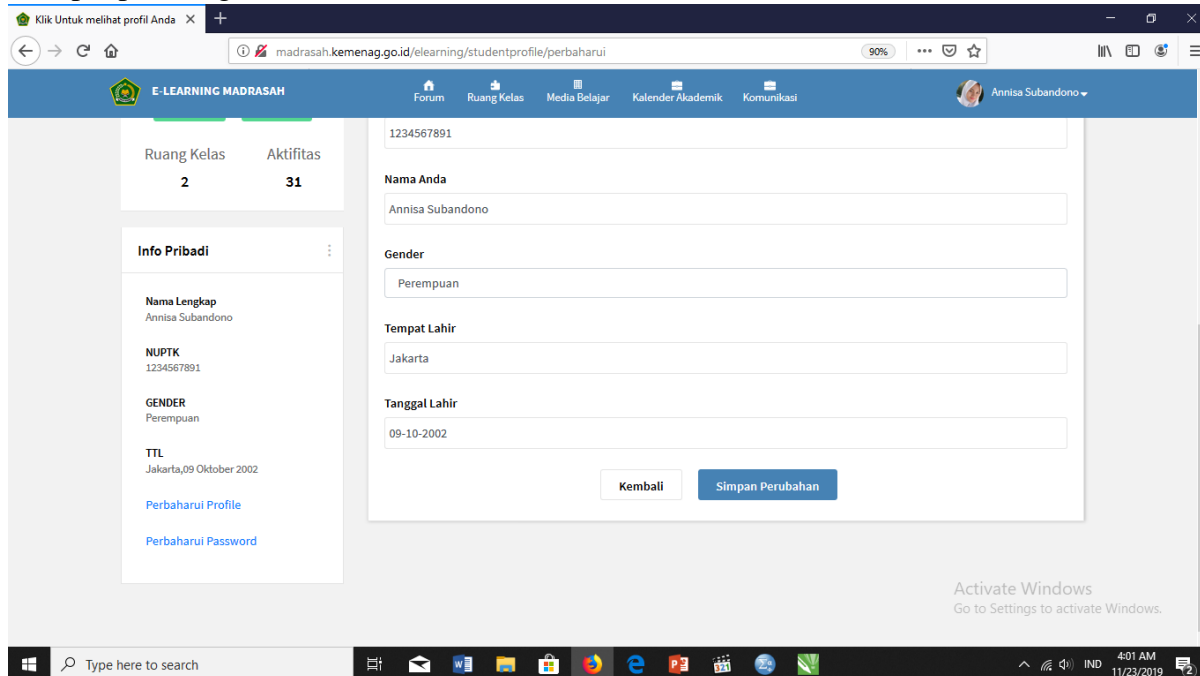 Klik Untuk melihat profil Anda
madrasah.kemenag.go.id/elearning/studentprofile/perbaharui
90%
E-LEARNING MADRASAH
Forum
Ruang Kelas
Media Belajar
Kalender Akademik
Komunikasi
Annisa Subandono
Ruang Kelas
2
Aktifitas
31
Info Pribadi
Nama Lengkap
Annisa Subandono
NUPTK
1234567891
GENDER
Perempuan
TTL
Jakarta,09 Oktober 2002
Perbaharui Profile
Perbaharui Password
1234567891
Nama Anda
Annisa Subandono
Gender
Perempuan
Tempat Lahir
Jakarta
Tanggal Lahir
09-10-2002
Kembali
Simpan Perubahan
Activate Windows
Go to Settings to activate Windows.
Type here to search
321
IND
4:01 AM
11/23/2019
2